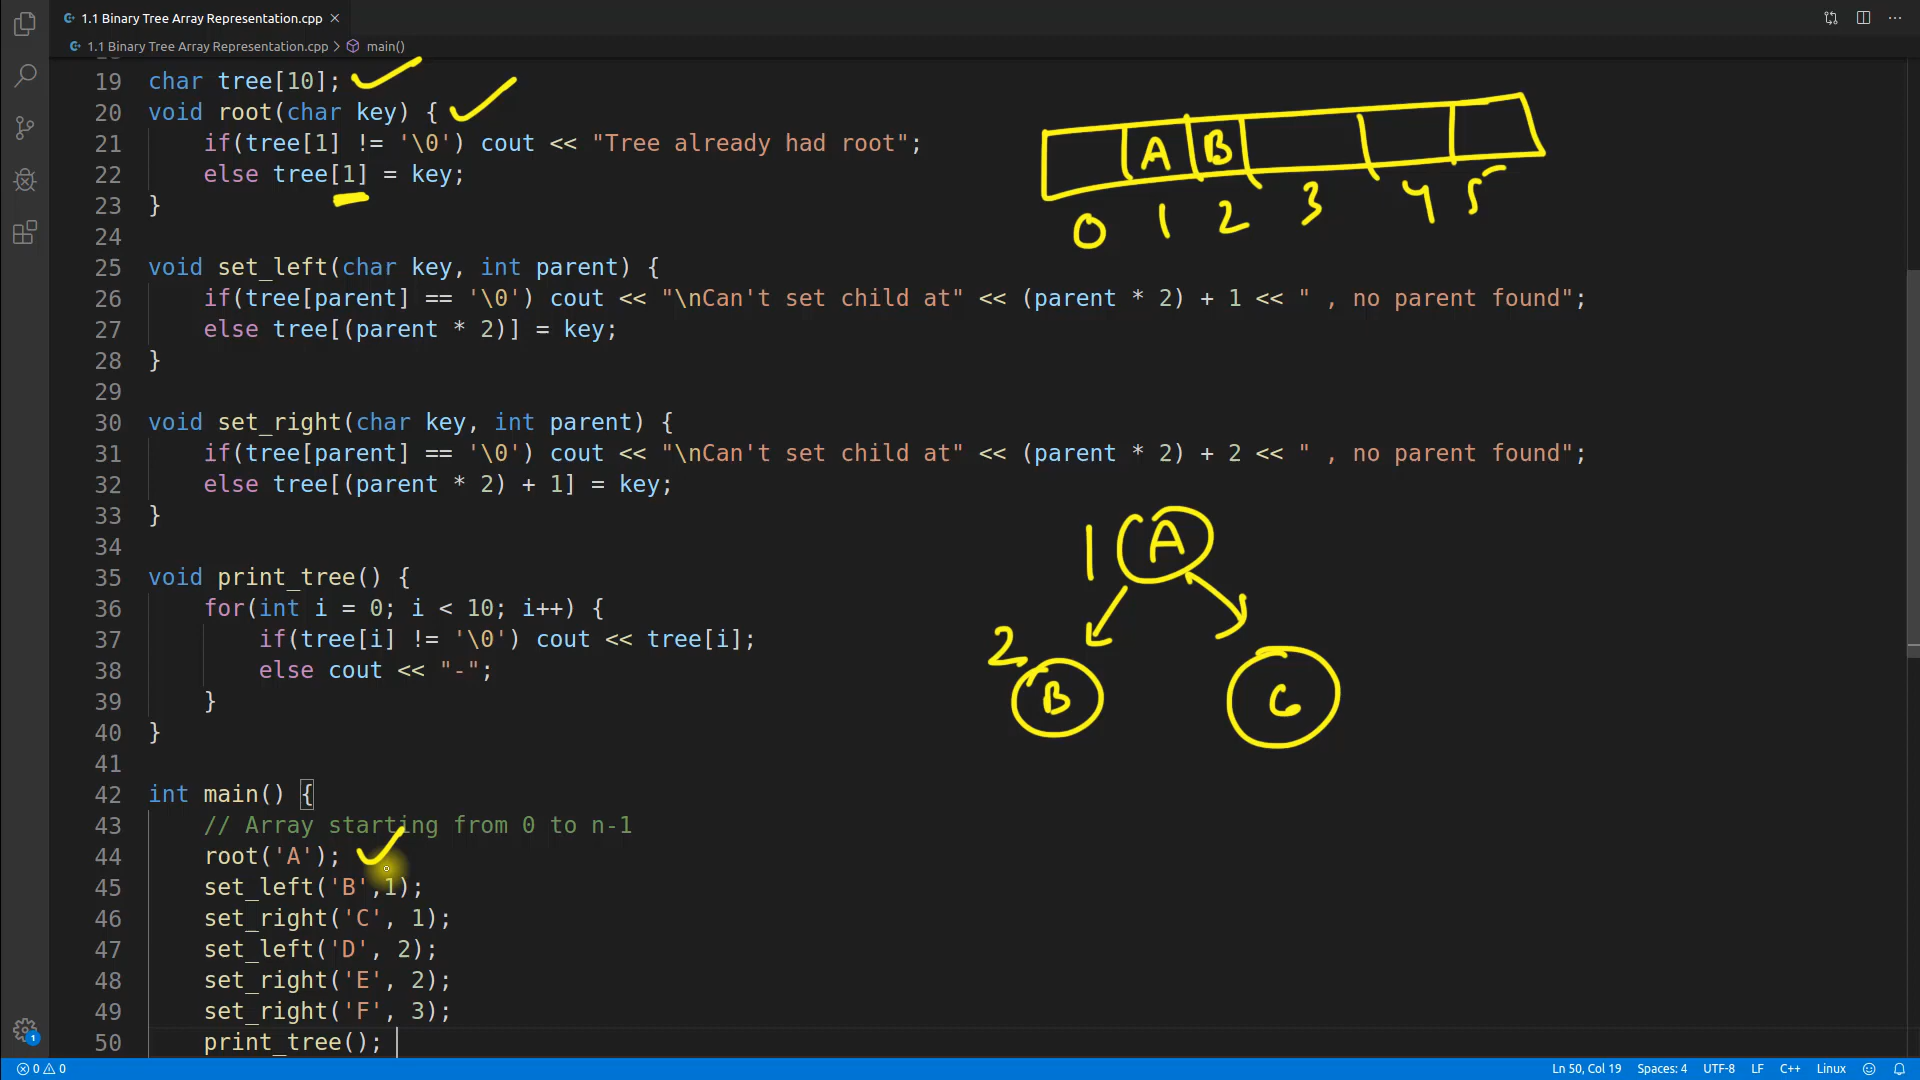 1.1 Binary Tree Array Representation.cpp
1.1 Binary Tree Array Representation.cpp > main()
19 char tree[10];
20 void root(char key) {
21 if(tree[1] != '\0') cout << "Tree already had root";
22 else tree[1] = key;
23 }
24
25 void set_left(char key, int parent) {
26 if(tree[parent] == '\0') cout << "\nCan't set child at" << (parent * 2) + 1 << " , no parent found";
27 else tree[(parent * 2)] = key;
28 }
29
30 void set_right(char key, int parent) {
31 if(tree[parent] == '\0') cout << "\nCan't set child at" << (parent * 2) + 2 << " , no parent found";
32 else tree[(parent * 2) + 1] = key;
33 }
34
35 void print_tree() {
36 for(int i = 0; i < 10; i++) {
37 if(tree[i] != '\0') cout << tree[i];
38 else cout << "-";
39 }
40 }
41
42 int main() {
43 // Array starting from 0 to n-1
44 root('A');
45 set_left('B',1);
46 set_right('C', 1);
47 set_left('D', 2);
48 set_right('E', 2);
49 set_right('F', 3);
50 print_tree();
A B
0 1 2 3 4 5
1 A
2
B C
1
0 0
Ln 50, Col 19 Spaces: 4 UTF-8 LF C++ Linux